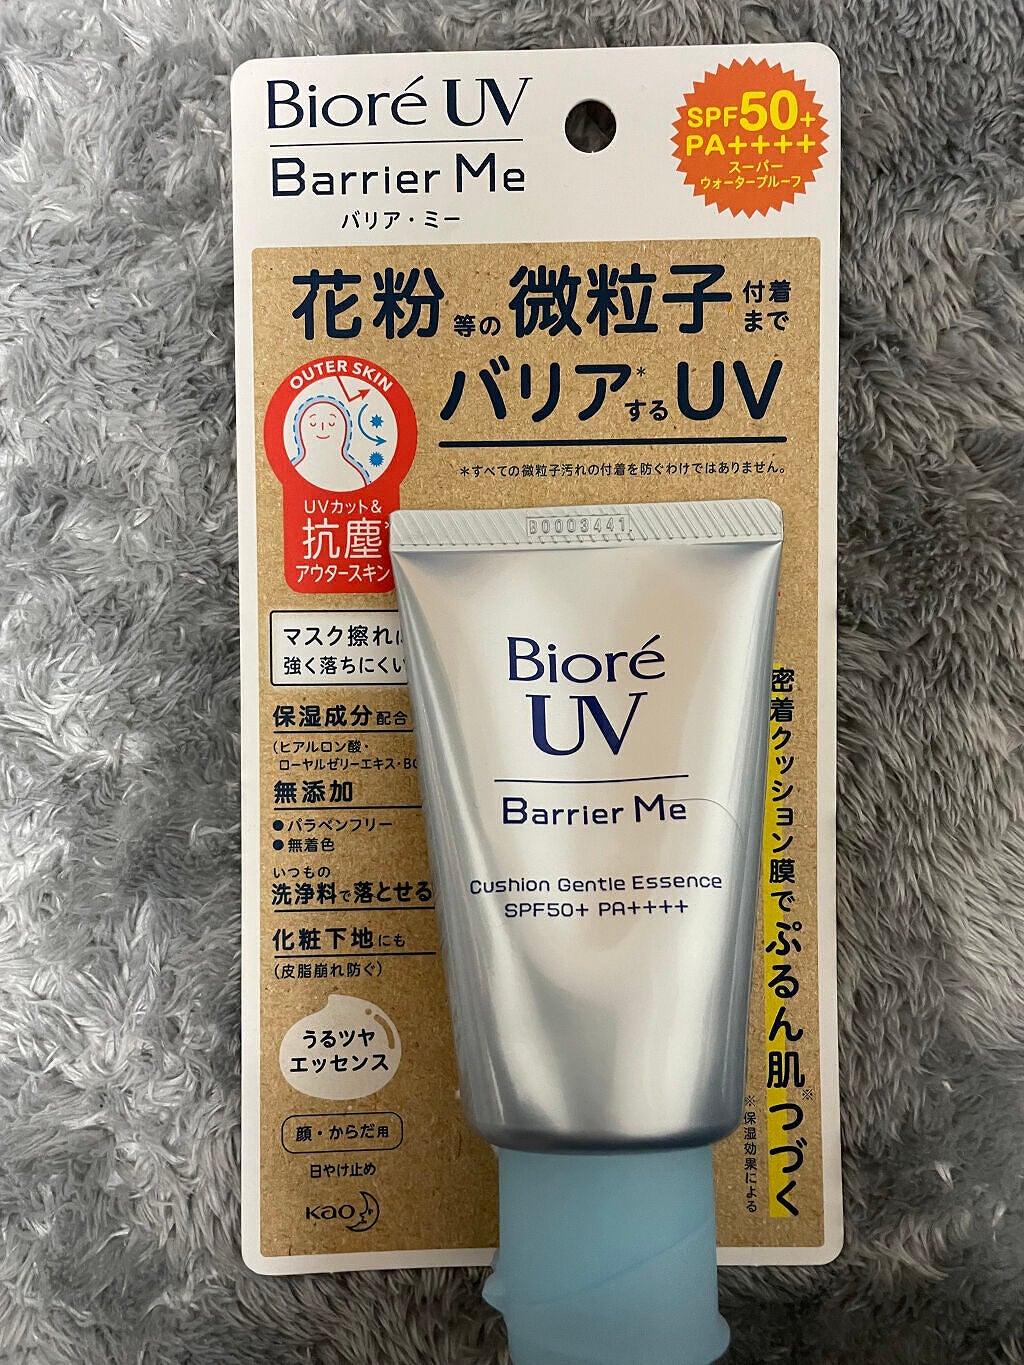 Bioré UV
Barrier Me
バリア・ミー
SPF50+
PA++++
スーパー
ウォータープルーフ
花粉等の微粒子付着まで
バリア*するUV
*すべての微粒子汚れの付着を防ぐわけではありません。
OUTER SKIN
UVカット&
抗塵*
アウタースキン
マスク擦れに
強く落ちにくい
保湿成分配合
(ヒアルロン酸・
ローヤルゼリーエキス・BG
無添加
●パラベンフリー
●無着色
いつもの
洗浄料で落とせる
化粧下地にも
(皮脂崩れ防ぐ)
うるツヤ
エッセンス
顔・からだ用
日やけ止め
Kao
B0003441
Bioré
UV
Barrier Me
Cushion Gentle Essence
SPF50+ PA++++
密着クッション膜でぷるん肌※つづく
※保湿効果による